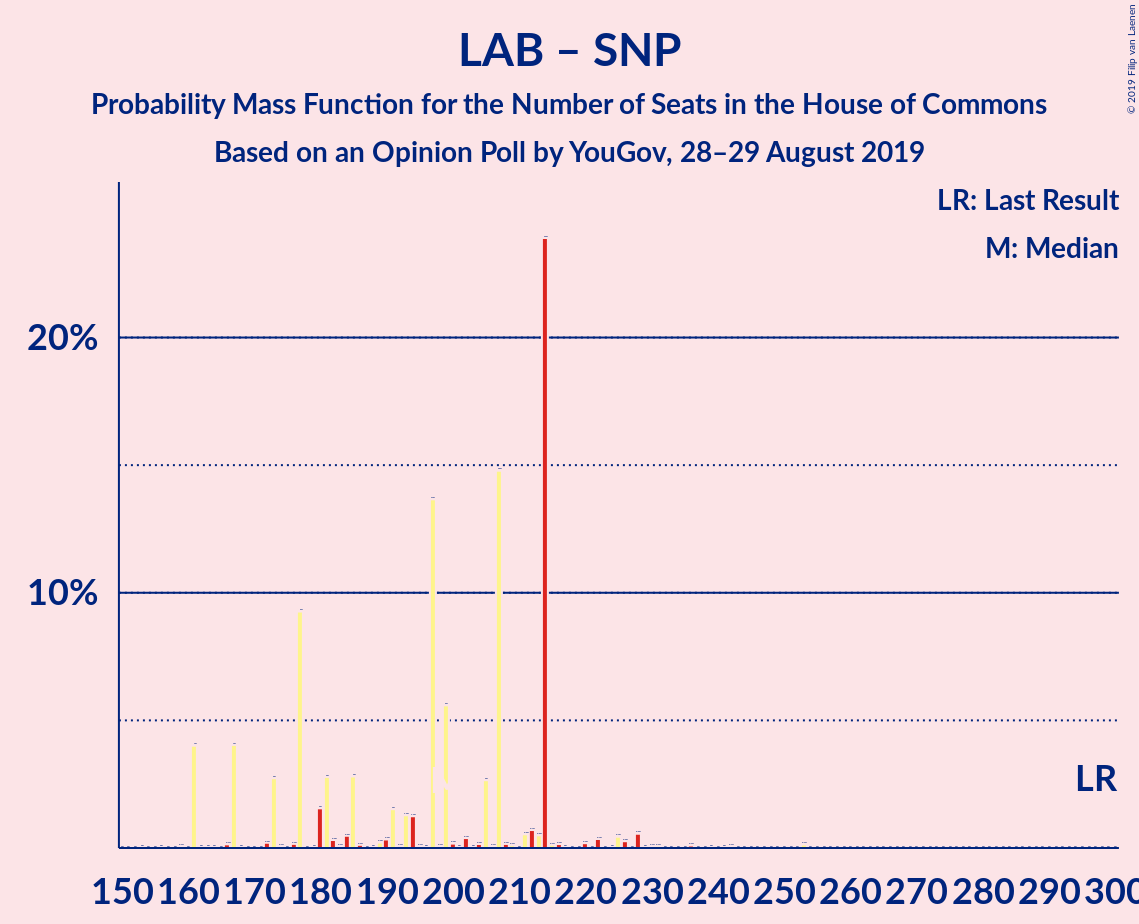 LAB – SNP
Probability Mass Function for the Number of Seats in the House of Commons
Based on an Opinion Poll by YouGov, 28–29 August 2019
© 2019 Filip van Laenen
LR: Last Result
M: Median
20%
10%
LR
150 160 170 180 190 200 210 220 230 240 250 260 270 280 290 300